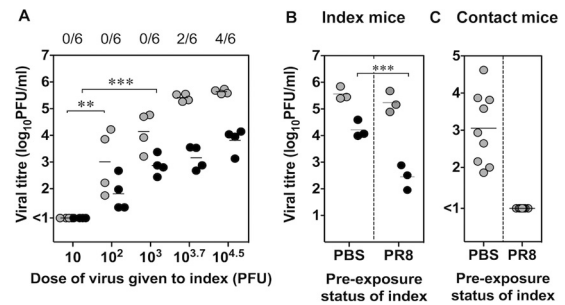 A
0/6 0/6 0/6 2/6 4/6
Viral titre (log10PFU/ml)
7
6
5
4
3
2
<1
** ***
10 10² 10³ 10³·⁷ 10⁴·⁵
Dose of virus given to index (PFU)
B Index mice
Viral titre (log10PFU/ml)
7
6
5
4
3
2
1
***
PBS PR8
Pre-exposure
status of index
C Contact mice
5
4
3
2
<1
PBS PR8
Pre-exposure
status of index